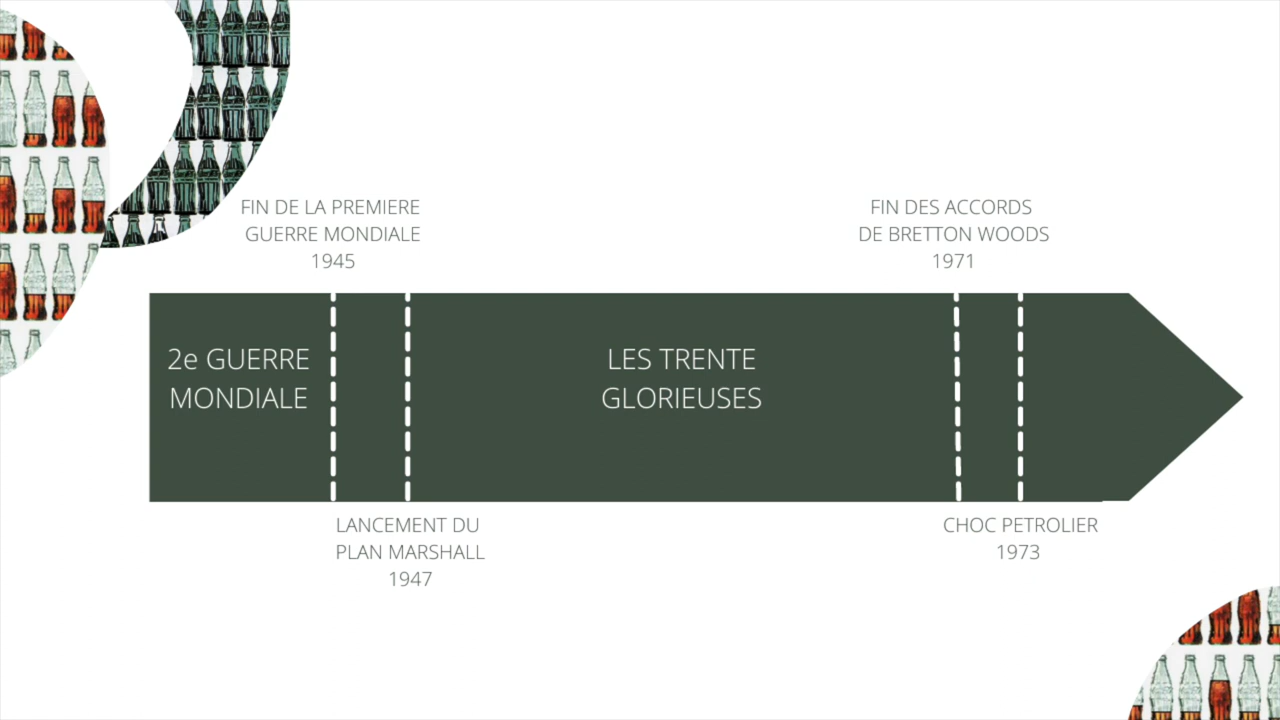 FIN DE LA PREMIERE
GUERRE MONDIALE
1945
FIN DES ACCORDS
DE BRETTON WOODS
1971
2e GUERRE
MONDIALE
LES TRENTE
GLORIEUSES
LANCEMENT DU
PLAN MARSHALL
1947
CHOC PETROLIER
1973